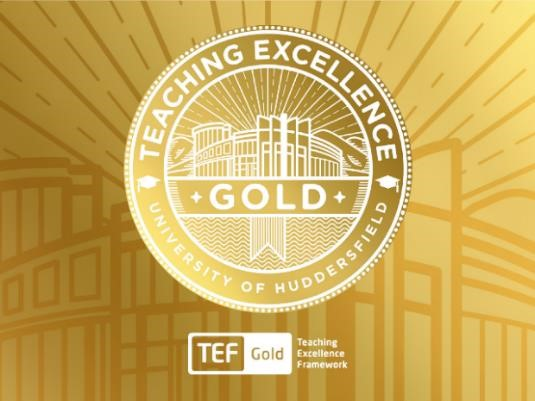 TEACHING EXCELLENCE
GOLD
UNIVERSITY OF HUDDERSFIELD
TEF Gold
Teaching
Excellence
Framework